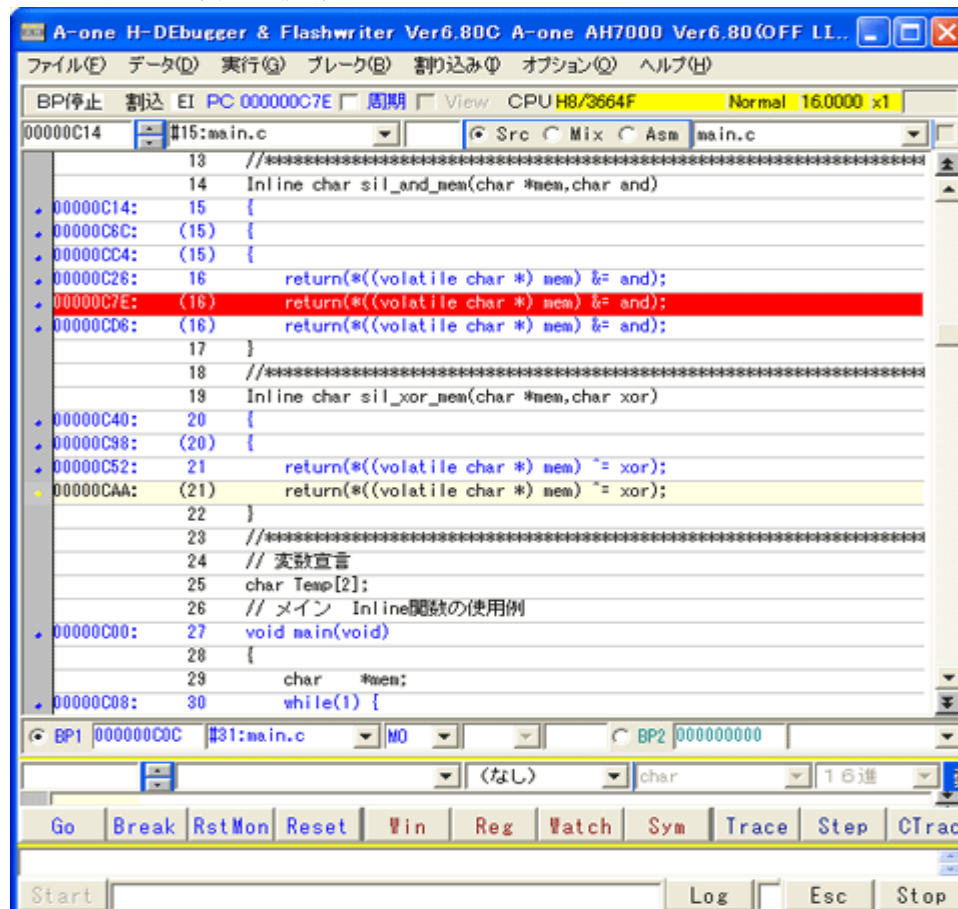 A-one H-DEbugger & Flashwriter Ver6.80C A-one AH7000 Ver6.80(OFF LI..
ファイル(F) データ(D) 実行(G) ブレーク(B) 割り込み(I) オプション(O) ヘルプ(H)
BP停止 割込 EI PC 00000C7E 周期 View CPU H8/3664F Normal 16.0000 x1
00000C14 #15:main.c Src Mix Asm main.c
13 //**************************************************************************
14 Inline char sil_and_mem(char *mem,char and)
00000C14: 15 {
00000C6C: (15) {
00000CC4: (15) {
00000C26: 16 return(*((volatile char *) mem) &= and);
00000C7E: (16) return(*((volatile char *) mem) &= and);
00000CD6: (16) return(*((volatile char *) mem) &= and);
17 }
18 //**************************************************************************
19 Inline char sil_xor_mem(char *mem,char xor)
00000C40: 20 {
00000C98: (20) {
00000C52: 21 return(*((volatile char *) mem) ^= xor);
00000CAA: (21) return(*((volatile char *) mem) ^= xor);
22 }
23 //**************************************************************************
24 // 変数宣言
25 char Temp[2];
26 // メイン Inline関数の使用例
00000C00: 27 void main(void)
28 {
29 char *mem;
00000C08: 30 while(1) {
BP1 000000C0C #31:main.c MO BP2 000000000
(なし) char 16進
Go Break RstMon Reset Win Reg Watch Sym Trace Step CTrac
Start Log Esc Stop